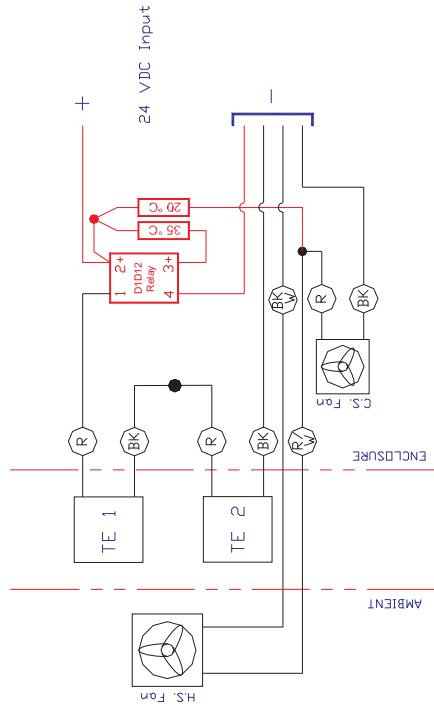 +
24 VDC Input
−
20°C
35°C
2+
3+
1
4
D1D12
Relay
R
BK
R
BK
BK/W
R/W
R
BK
C.S. Fan
ENCLOSURE
TE 1
TE 2
AMBIENT
H.S. Fan